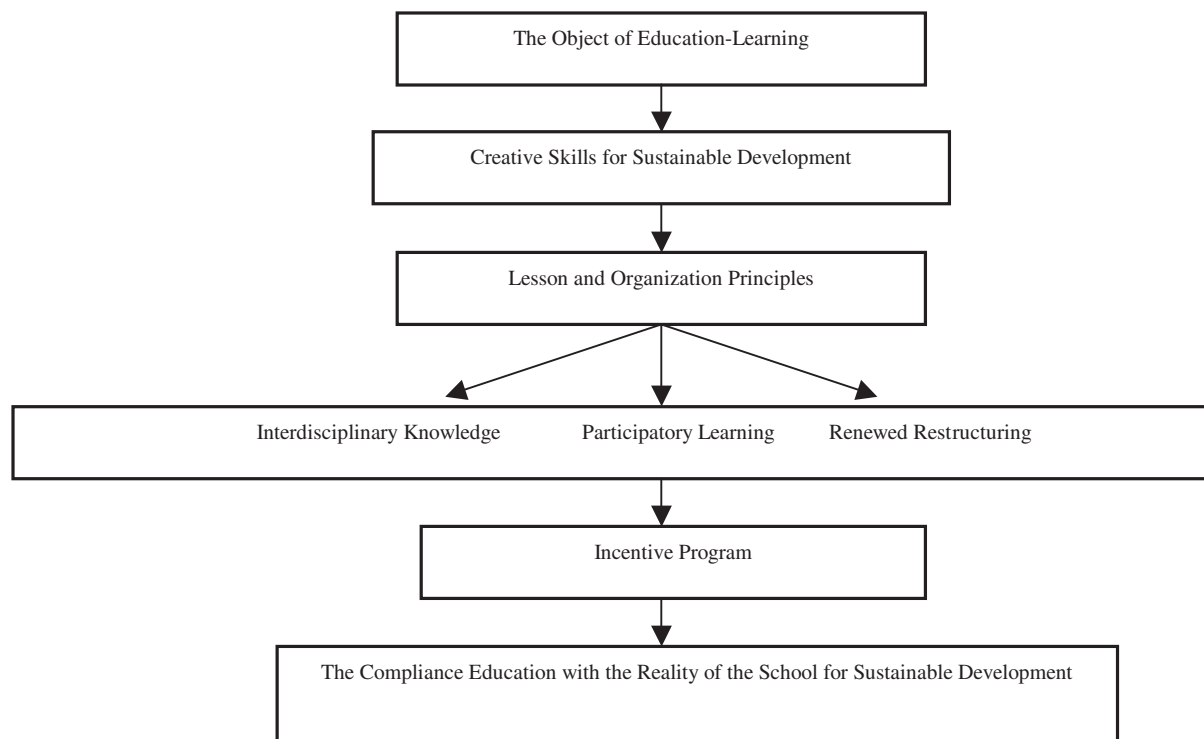 The Object of Education-Learning
Creative Skills for Sustainable Development
Lesson and Organization Principles
Interdisciplinary Knowledge Participatory Learning Renewed Restructuring
Incentive Program
The Compliance Education with the Reality of the School for Sustainable Development